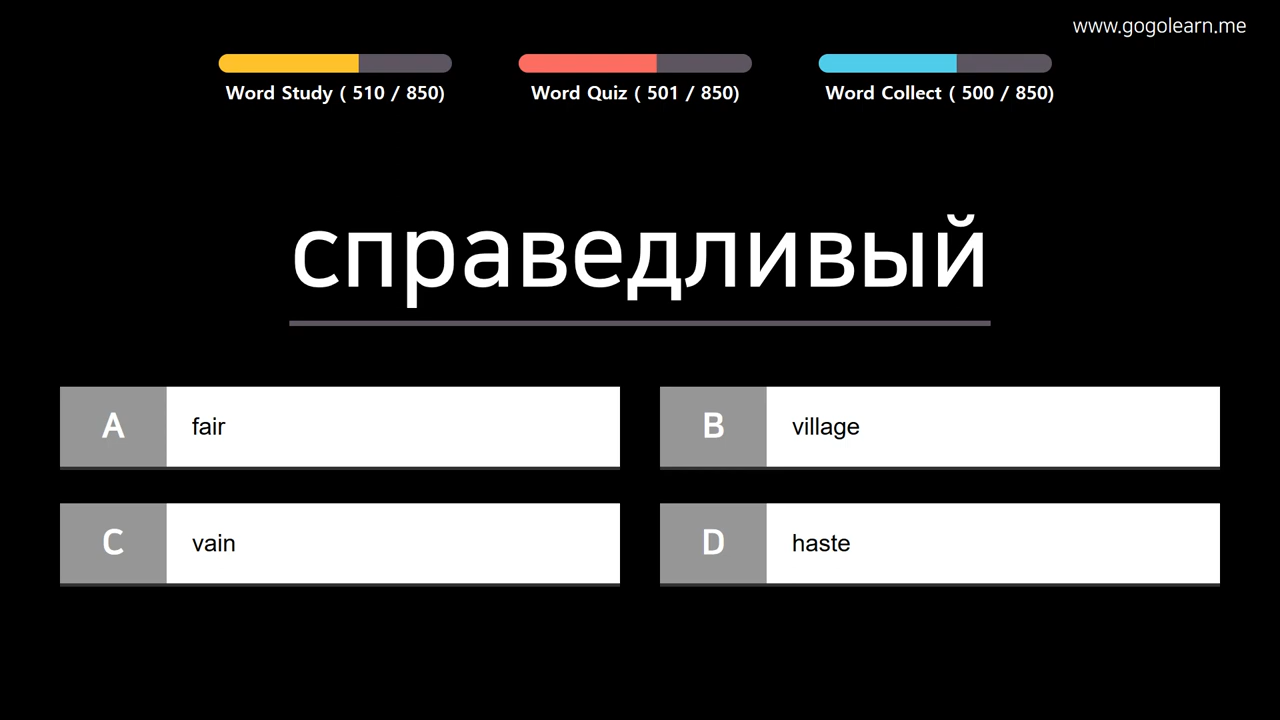 www.gogolearn.me
Word Study ( 510 / 850)
Word Quiz ( 501 / 850)
Word Collect ( 500 / 850)
справедливый
A fair
B village
C vain
D haste